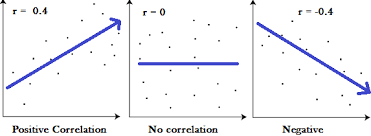 r = 0.4
r = 0
r = -0.4
Positive Correlation
No correlation
Negative